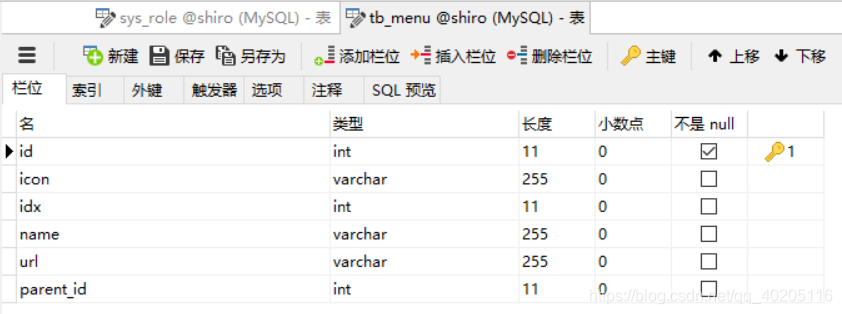 sys_role @shiro (MySQL) - 表 tb_menu @shiro (MySQL) - 表
新建 保存 另存为 添加栏位 插入栏位 删除栏位 主键 上移 下移
栏位 索引 外键 触发器 选项 注释 SQL 预览
名 类型 长度 小数点 不是 null
id int 11 0 1
icon varchar 255 0
idx int 11 0
name varchar 255 0
url varchar 255 0
parent_id int 11 0
https://blog.csdn.net/qq_40205116